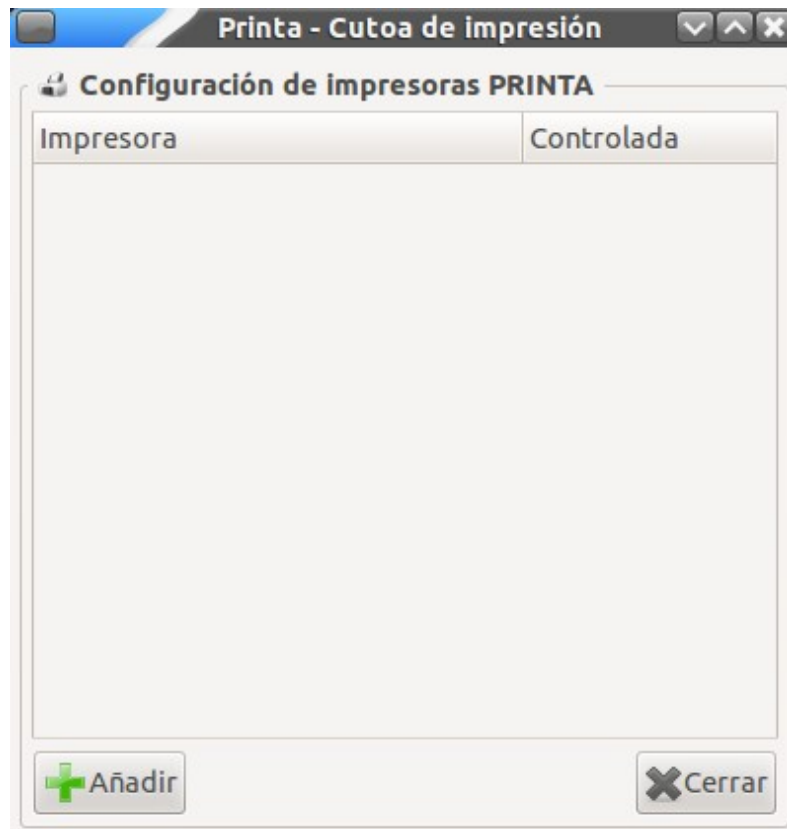 Printa - Cutoa de impresión
Configuración de impresoras PRINTA
Impresora Controlada
Añadir Cerrar